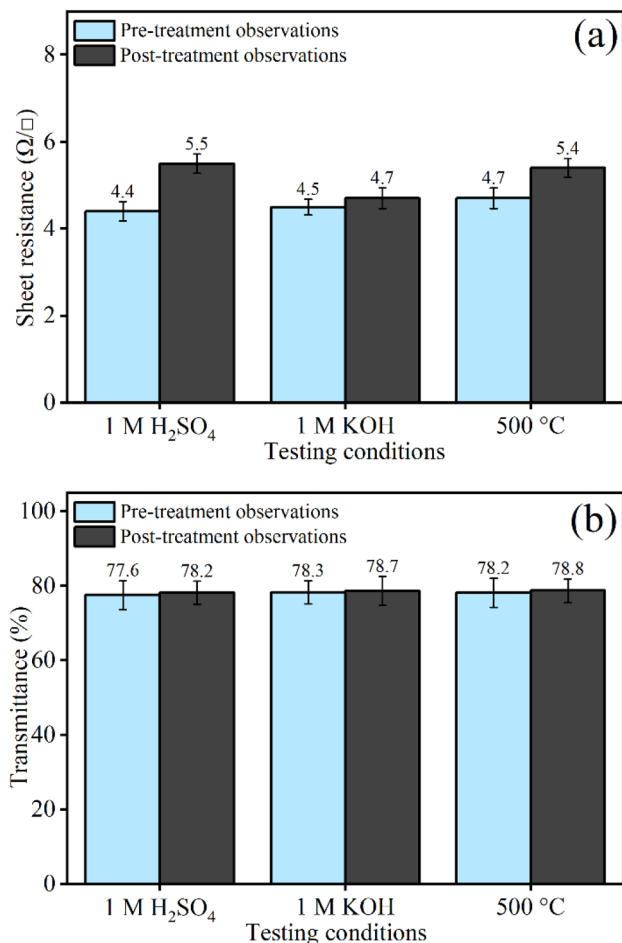 (a)
Pre-treatment observations
Post-treatment observations
Sheet resistance (Ω/□)
8
6
4
2
0
4.4
5.5
4.5
4.7
4.7
5.4
1 M H₂SO₄
1 M KOH
500 °C
Testing conditions
(b)
Pre-treatment observations
Post-treatment observations
Transmittance (%)
100
80
60
40
20
0
77.6
78.2
78.3
78.7
78.2
78.8
1 M H₂SO₄
1 M KOH
500 °C
Testing conditions